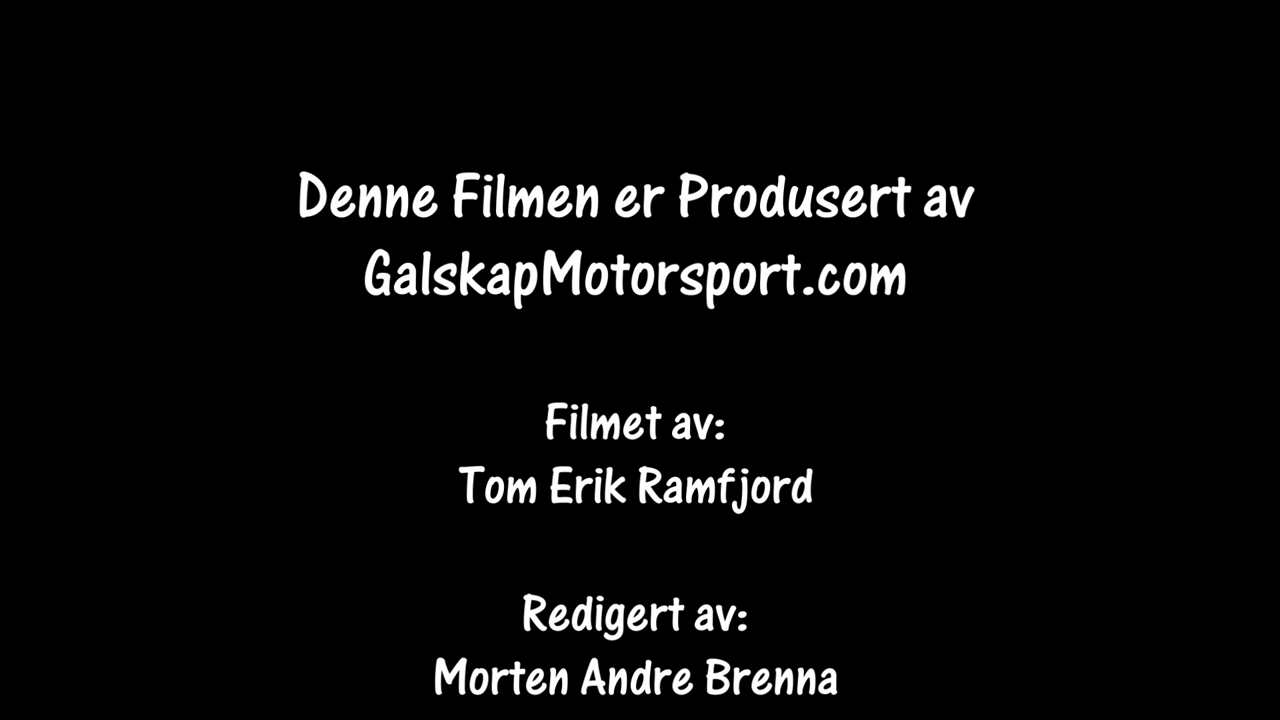 Denne Filmen er Produsert av
GalskapMotorsport.com
Filmet av:
Tom Erik Ramfjord
Redigert av:
Morten Andre Brenna